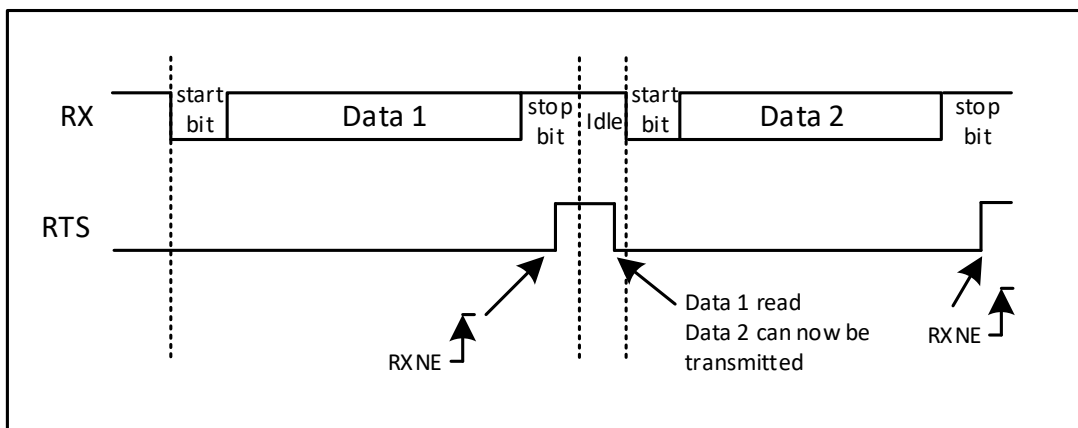 RX
start
bit
Data 1
stop
bit
Idle
start
bit
Data 2
stop
bit
RTS
RXNE
Data 1 read
Data 2 can now be
transmitted
RXNE